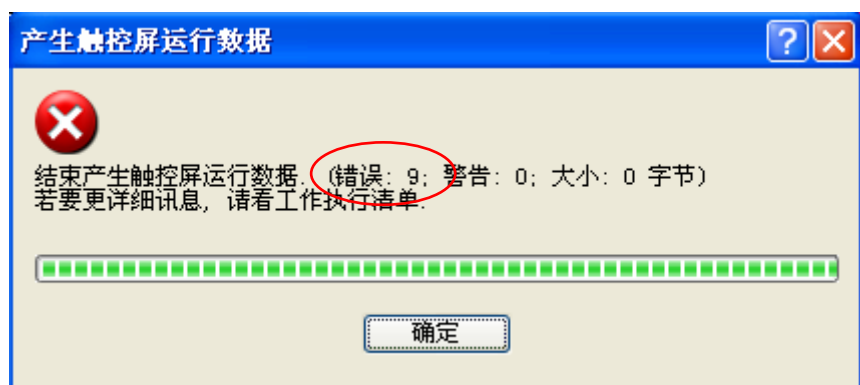 产生触控屏运行数据
结束产生触控屏运行数据. (错误: 9; 警告: 0; 大小: 0 字节)
若要更详细讯息, 请看工作执行清单.
确定